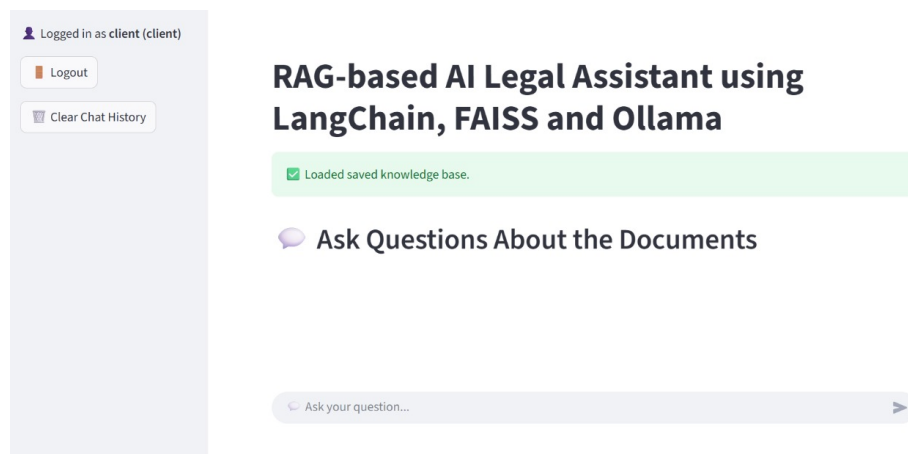 👤 Logged in as client (client)
🚪 Logout
🗑️ Clear Chat History
RAG-based AI Legal Assistant using
LangChain, FAISS and Ollama
✅ Loaded saved knowledge base.
💬 Ask Questions About the Documents
💬 Ask your question...